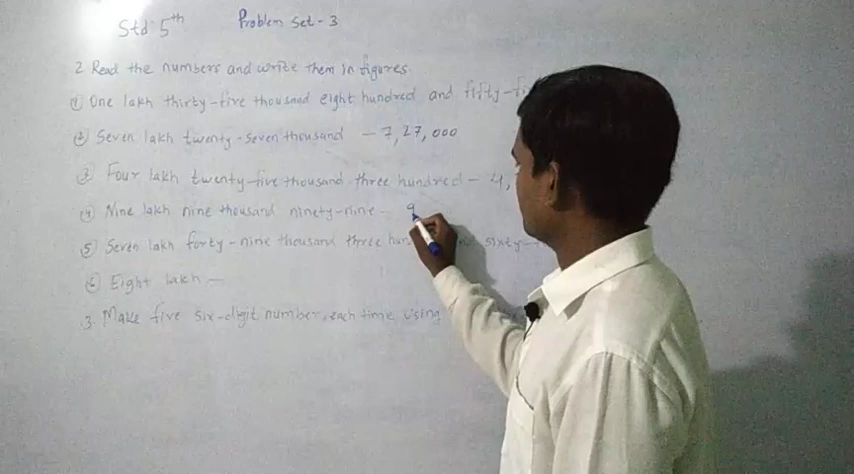 Std 5th Problem Set - 3
2 Read the numbers and write them in figures.
(1) One lakh thirty-five thousand eight hundred and fifty-
(2) Seven lakh twenty-seven thousand - 7,27,000
(3) Four lakh twenty-five thousand three hundred - 4,
(4) Nine lakh nine thousand ninety-nine - 9
(5) Seven lakh forty-nine thousand three sixty-
(6) Eight lakh -
3. Make five six-digit number, each time using